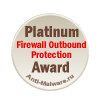 Platinum
Firewall Outbound
Protection
Award
Anti-Malware.ru